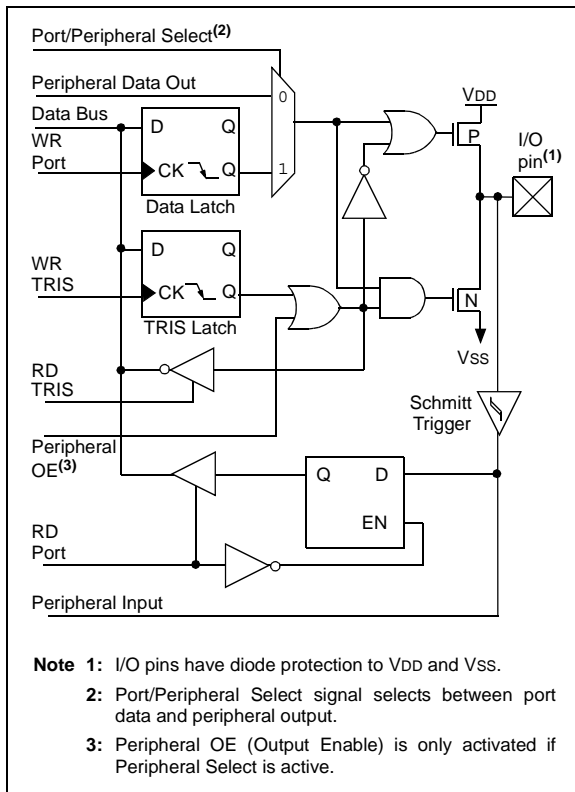 Port/Peripheral Select(2)
Peripheral Data Out
Data Bus
WR
Port
D
Q
CK
Q
Data Latch
0
1
VDD
P
I/O
pin(1)
WR
TRIS
D
Q
CK
Q
TRIS Latch
N
VSS
RD
TRIS
Schmitt
Trigger
Peripheral
OE(3)
Q
D
EN
RD
Port
Peripheral Input
Note 1: I/O pins have diode protection to VDD and VSS.
2: Port/Peripheral Select signal selects between port
data and peripheral output.
3: Peripheral OE (Output Enable) is only activated if
Peripheral Select is active.